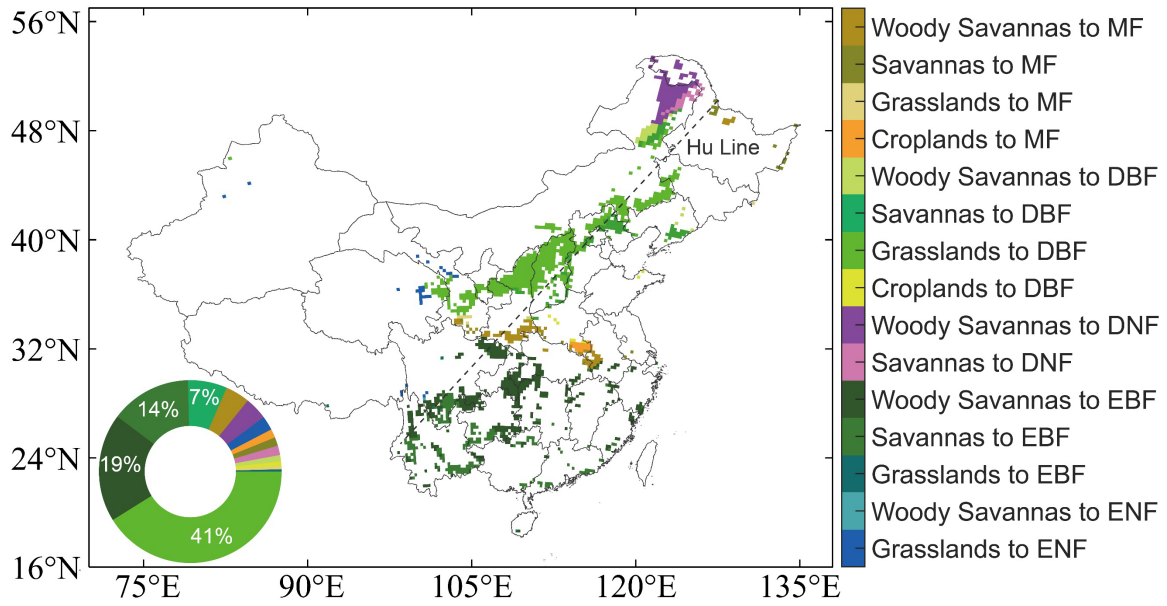 56°N
48°N
40°N
32°N
24°N
16°N
75°E
90°E
105°E
120°E
135°E
Hu Line
7%
14%
19%
41%
Woody Savannas to MF
Savannas to MF
Grasslands to MF
Croplands to MF
Woody Savannas to DBF
Savannas to DBF
Grasslands to DBF
Croplands to DBF
Woody Savannas to DNF
Savannas to DNF
Woody Savannas to EBF
Savannas to EBF
Grasslands to EBF
Woody Savannas to ENF
Grasslands to ENF